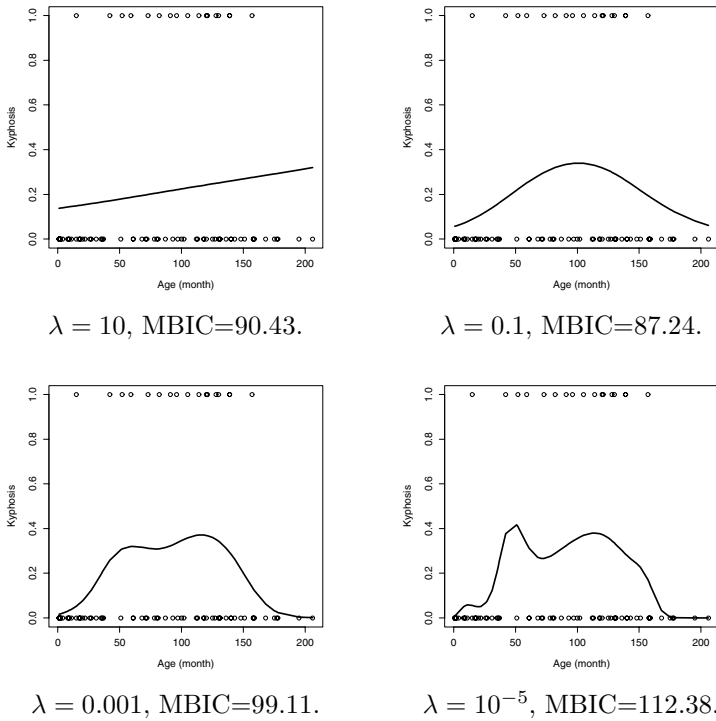 1.0
0.8
0.6
0.4
0.2
0.0
Kyphosis
0 50 100 150 200
Age (month)
λ = 10, MBIC=90.43.
1.0
0.8
0.6
0.4
0.2
0.0
Kyphosis
0 50 100 150 200
Age (month)
λ = 0.1, MBIC=87.24.
1.0
0.8
0.6
0.4
0.2
0.0
Kyphosis
0 50 100 150 200
Age (month)
λ = 0.001, MBIC=99.11.
1.0
0.8
0.6
0.4
0.2
0.0
Kyphosis
0 50 100 150 200
Age (month)
λ = 10⁻⁵, MBIC=112.38.